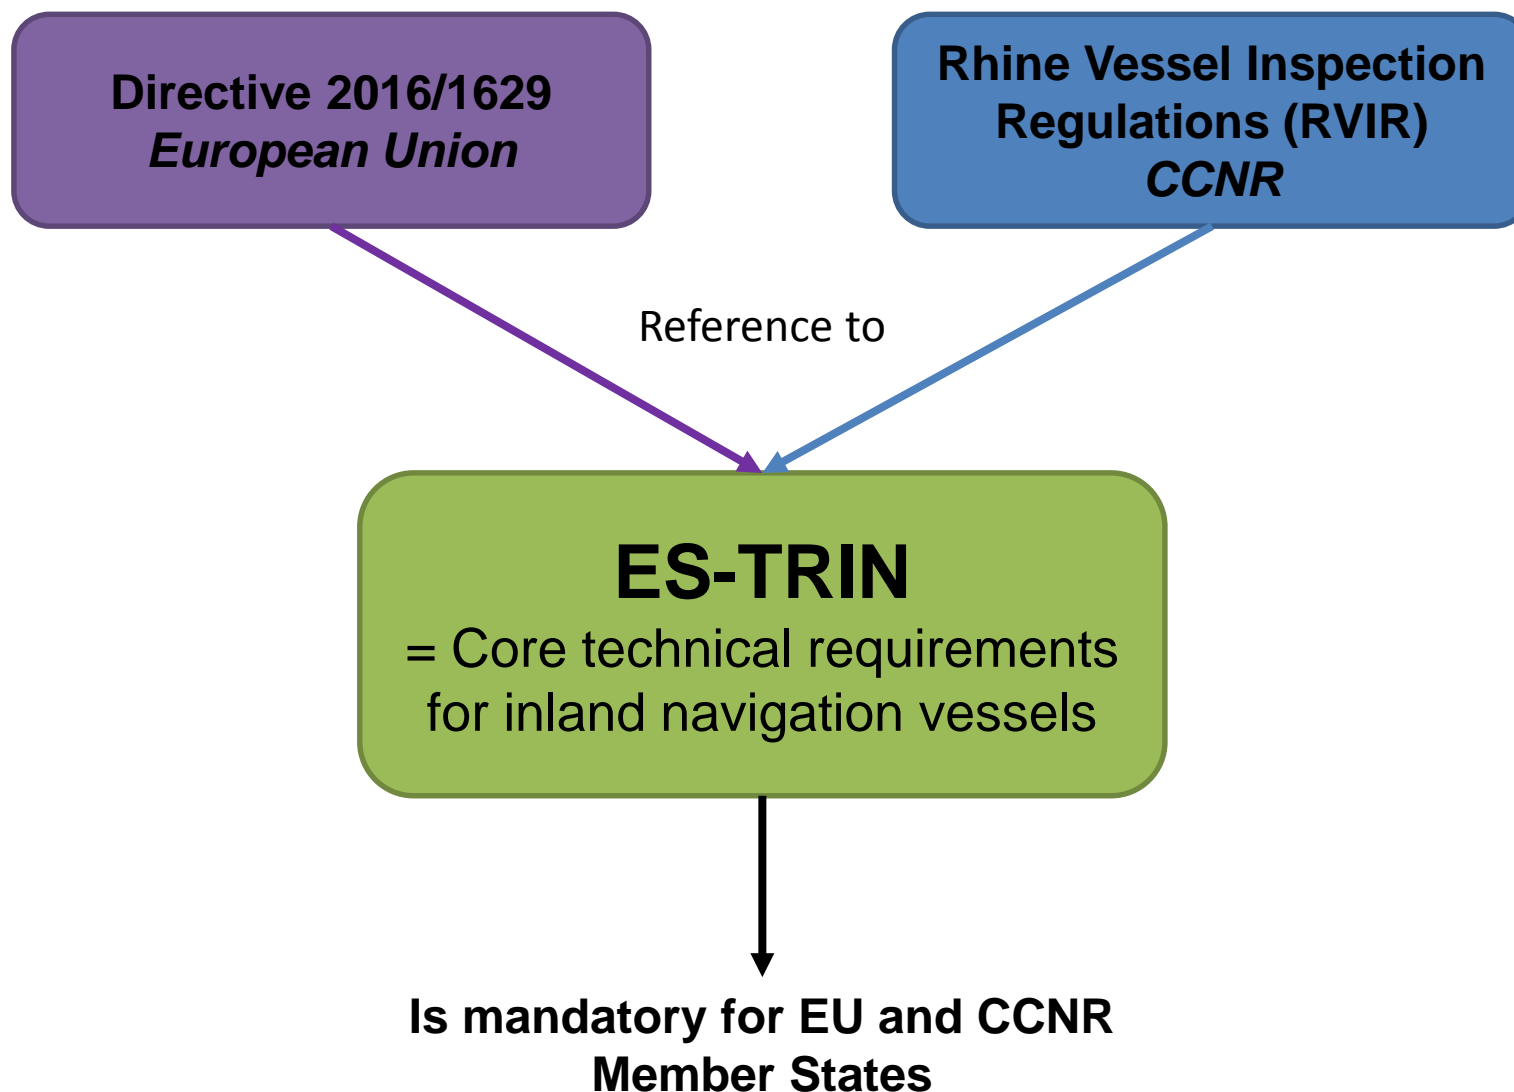 Directive 2016/1629
European Union
Rhine Vessel Inspection
Regulations (RVIR)
CCNR
Reference to
ES-TRIN
= Core technical requirements
for inland navigation vessels
Is mandatory for EU and CCNR
Member States